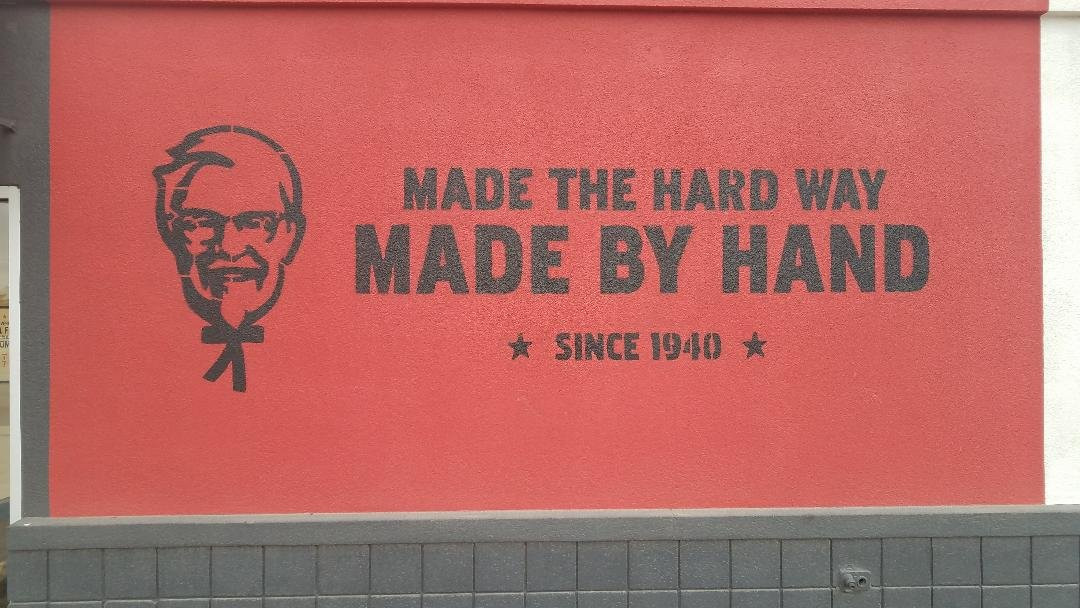 MADE THE HARD WAY
MADE BY HAND
★ SINCE 1940 ★